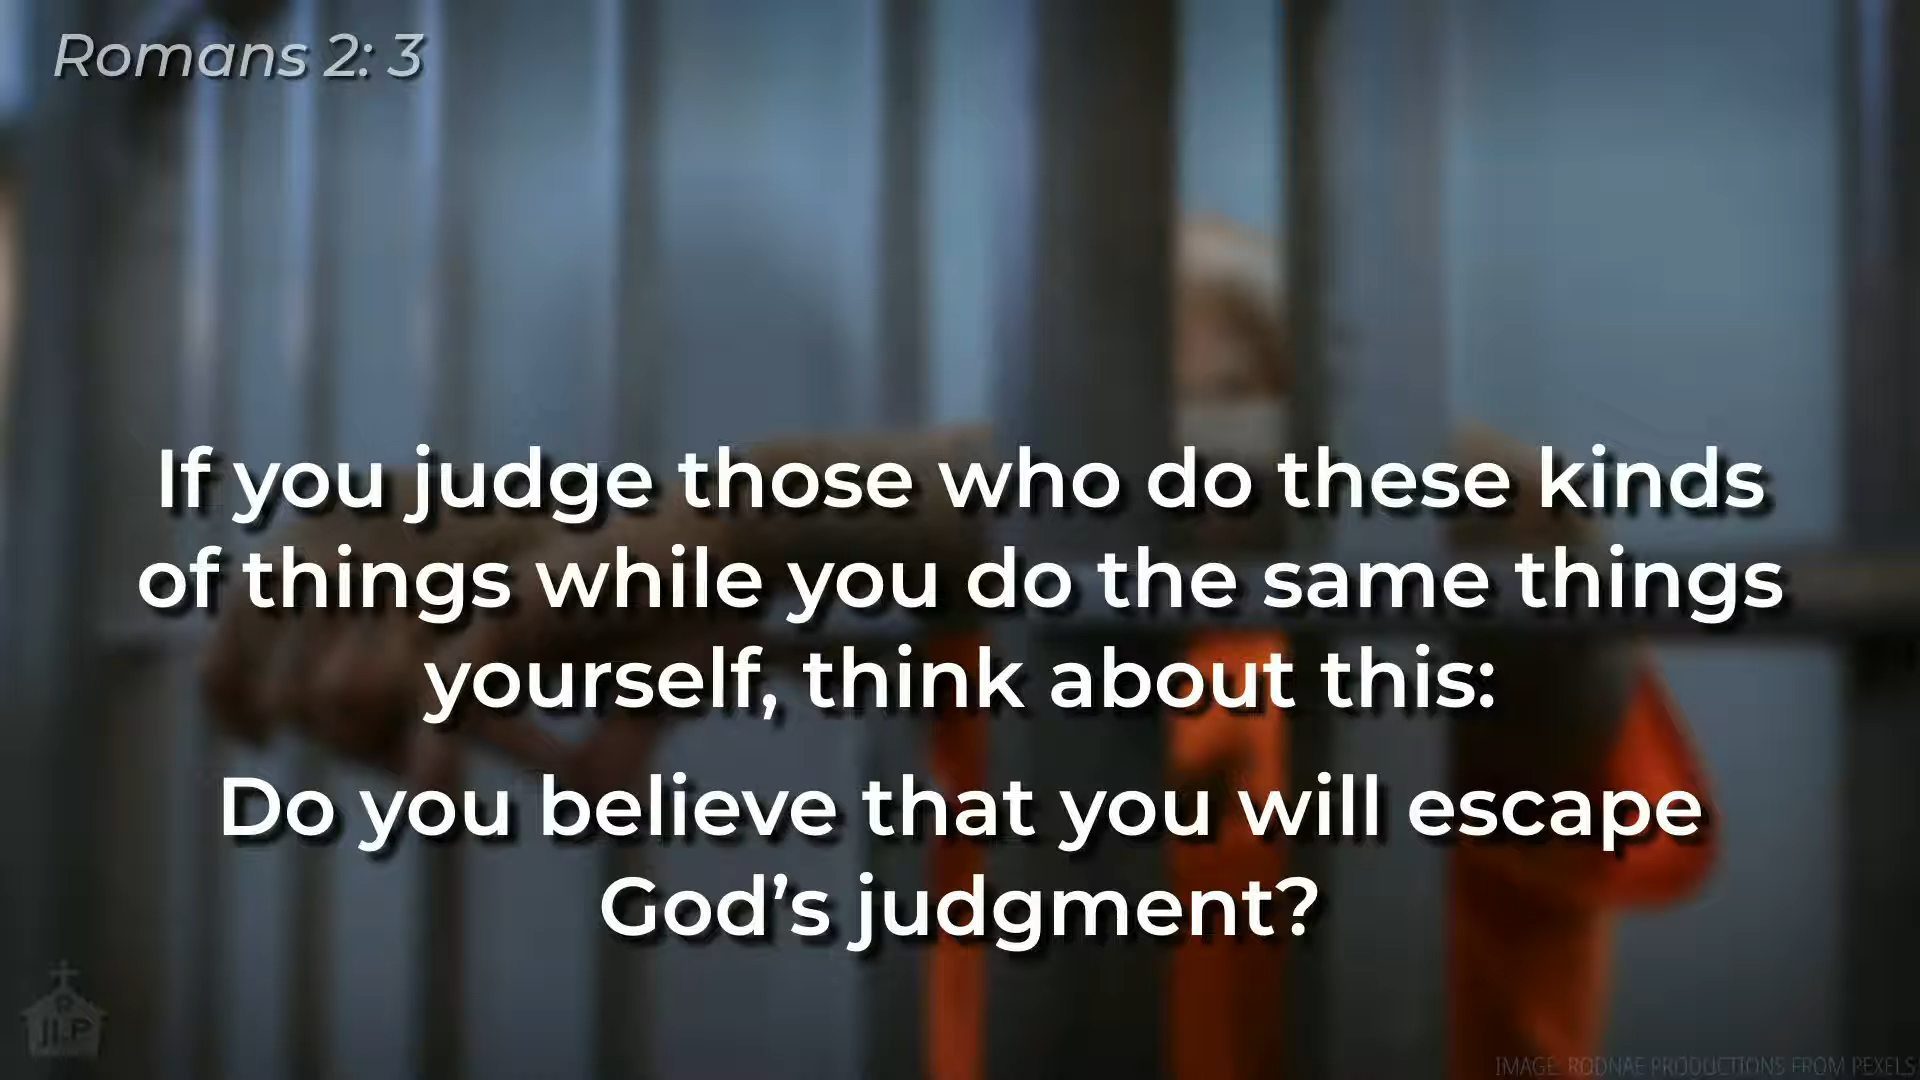 Romans 2: 3
If you judge those who do these kinds
of things while you do the same things
yourself, think about this:
Do you believe that you will escape
God’s judgment?
JLP
IMAGE: RODNAE PRODUCTIONS FROM PEXELS